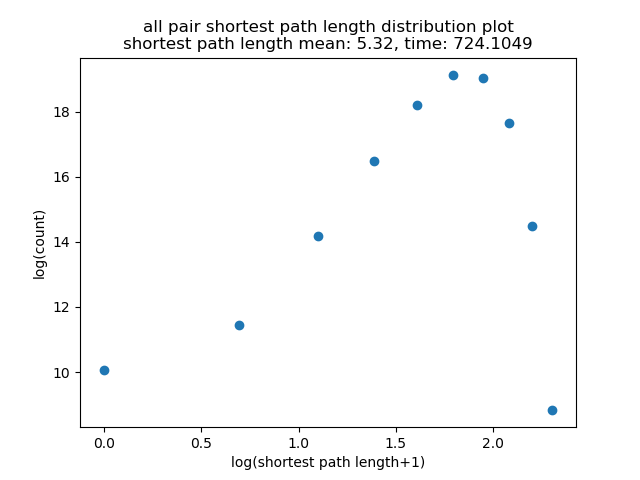 all pair shortest path length distribution plot
shortest path length mean: 5.32, time: 724.1049
18
16
14
12
10
log(count)
0.0 0.5 1.0 1.5 2.0
log(shortest path length+1)